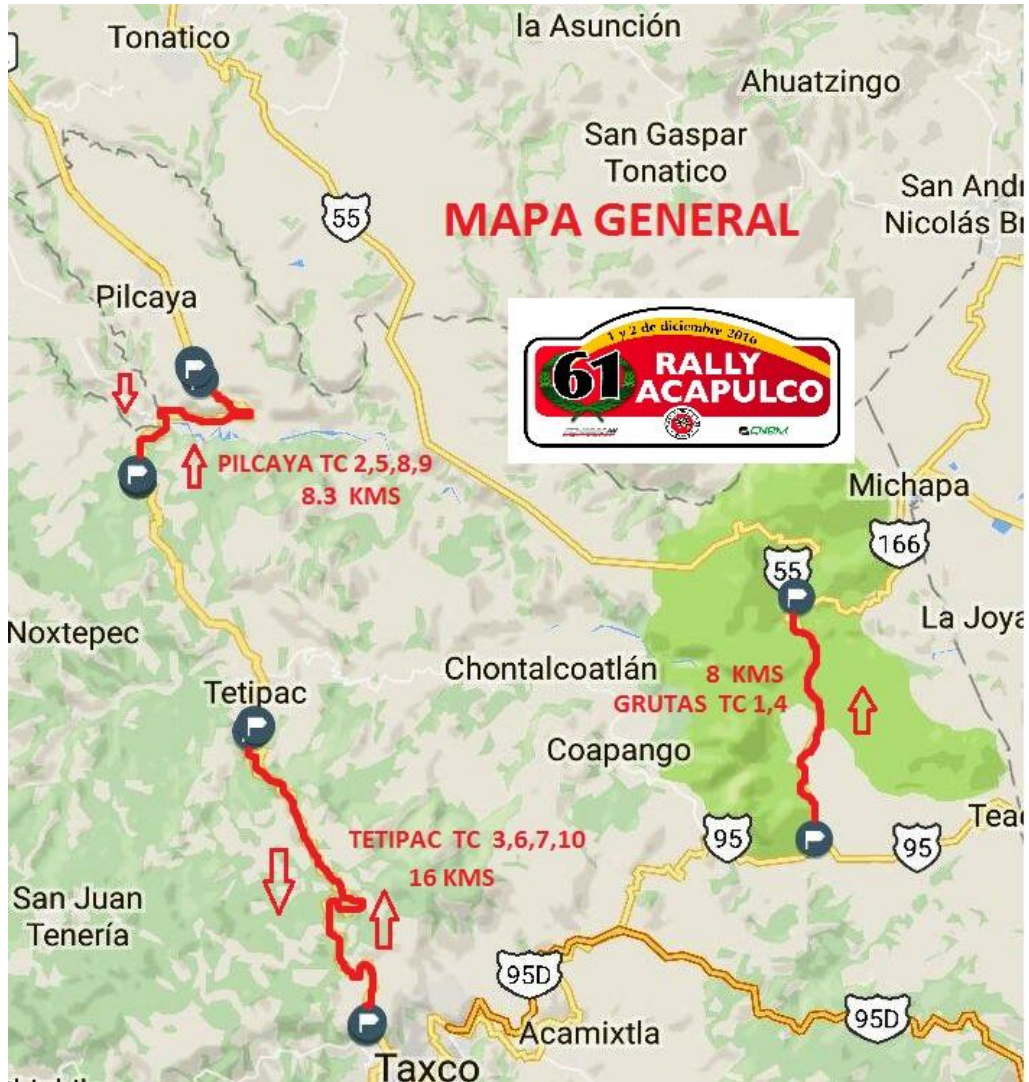 Tonatico
la Asunción
Ahuatzingo
San Gaspar
Tonatico
San Andr
Nicolás Br
55
MAPA GENERAL
Pilcaya
1 y 2 de diciembre 2016
61 RALLY
ACAPULCO
PILCAYA TC 2,5,8,9
8.3 KMS
Michapa
166
55
La Joya
Noxtepec
Chontalcoatlán
8 KMS
GRUTAS TC 1,4
Tetipac
Coapango
Teac
95
95
TETIPAC TC 3,6,7,10
16 KMS
San Juan
Tenería
95D
95D
Acamixtla
Taxco